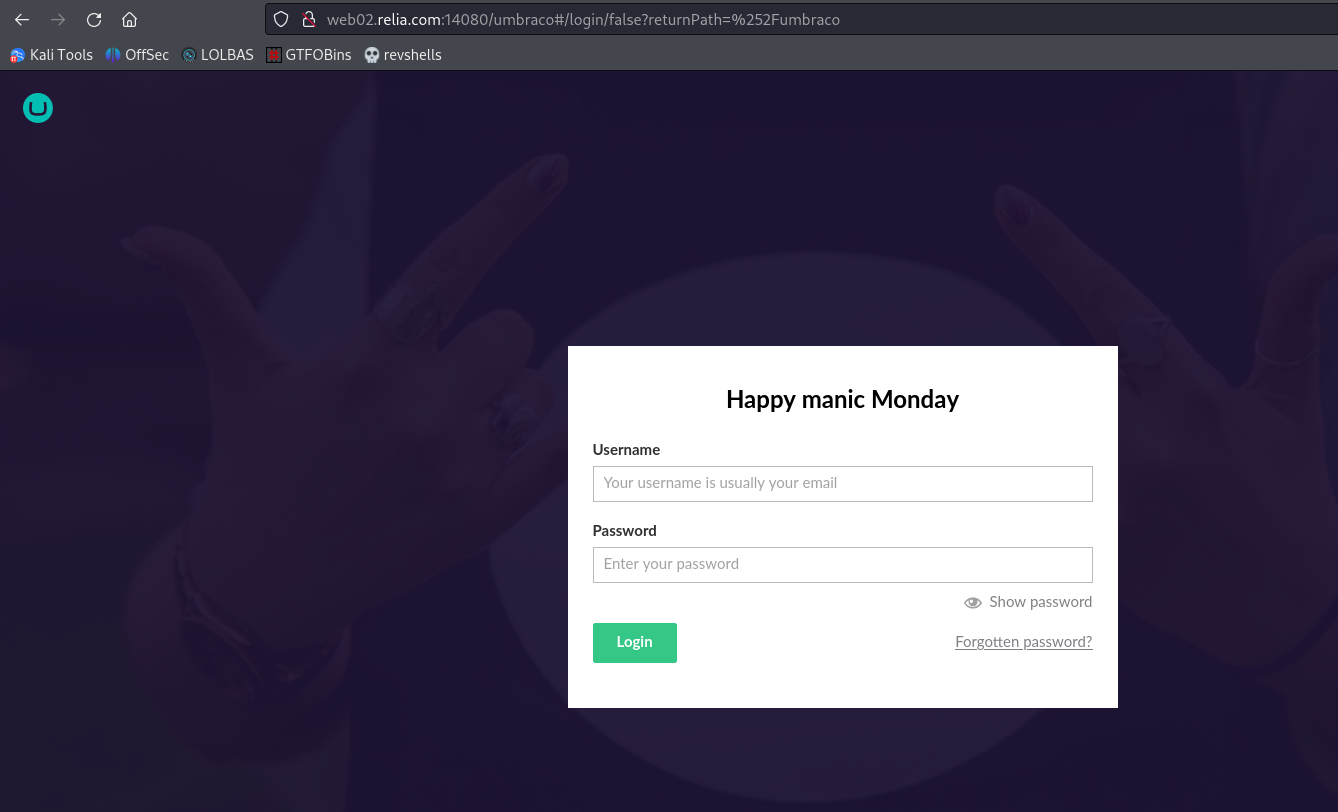 web02.relia.com:14080/umbraco#/login/false?returnPath=%252Fumbraco
Kali Tools OffSec LOLBAS GTFOBins revshells
Happy manic Monday
Username
Your username is usually your email
Password
Enter your password
Show password
Login Forgotten password?